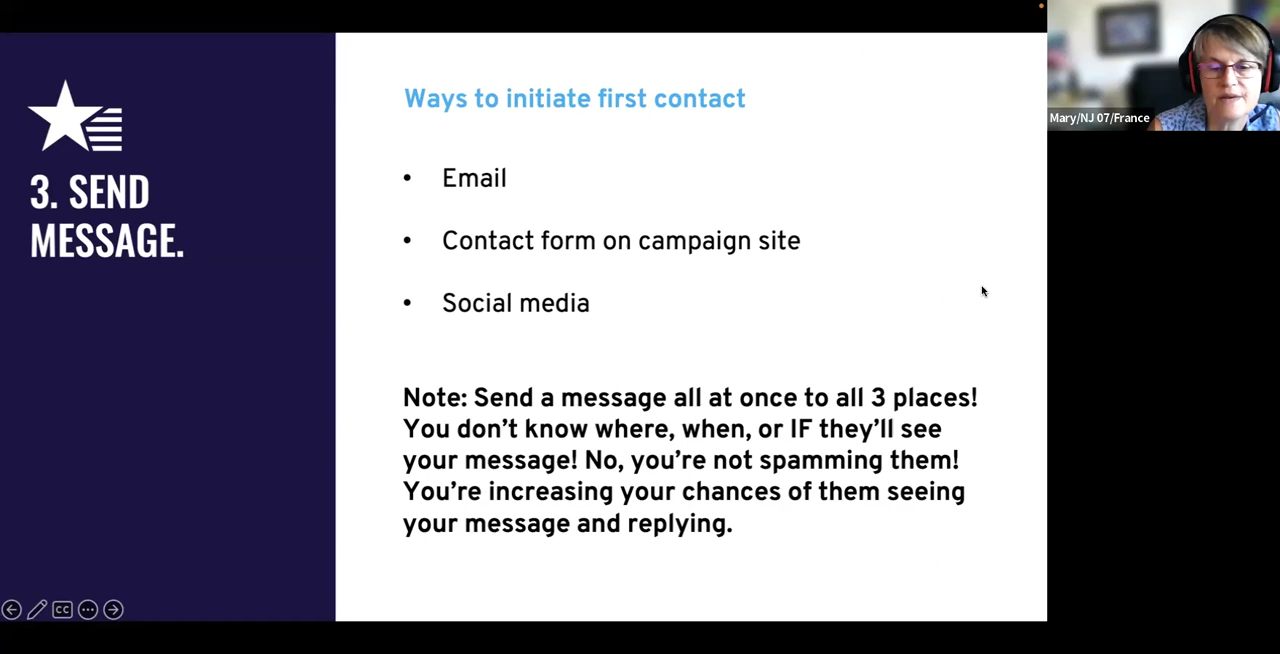 3. SEND
MESSAGE.
Ways to initiate first contact
• Email
• Contact form on campaign site
• Social media
Note: Send a message all at once to all 3 places!
You don’t know where, when, or IF they’ll see
your message! No, you’re not spamming them!
You’re increasing your chances of them seeing
your message and replying.
Mary/NJ 07/France
CC